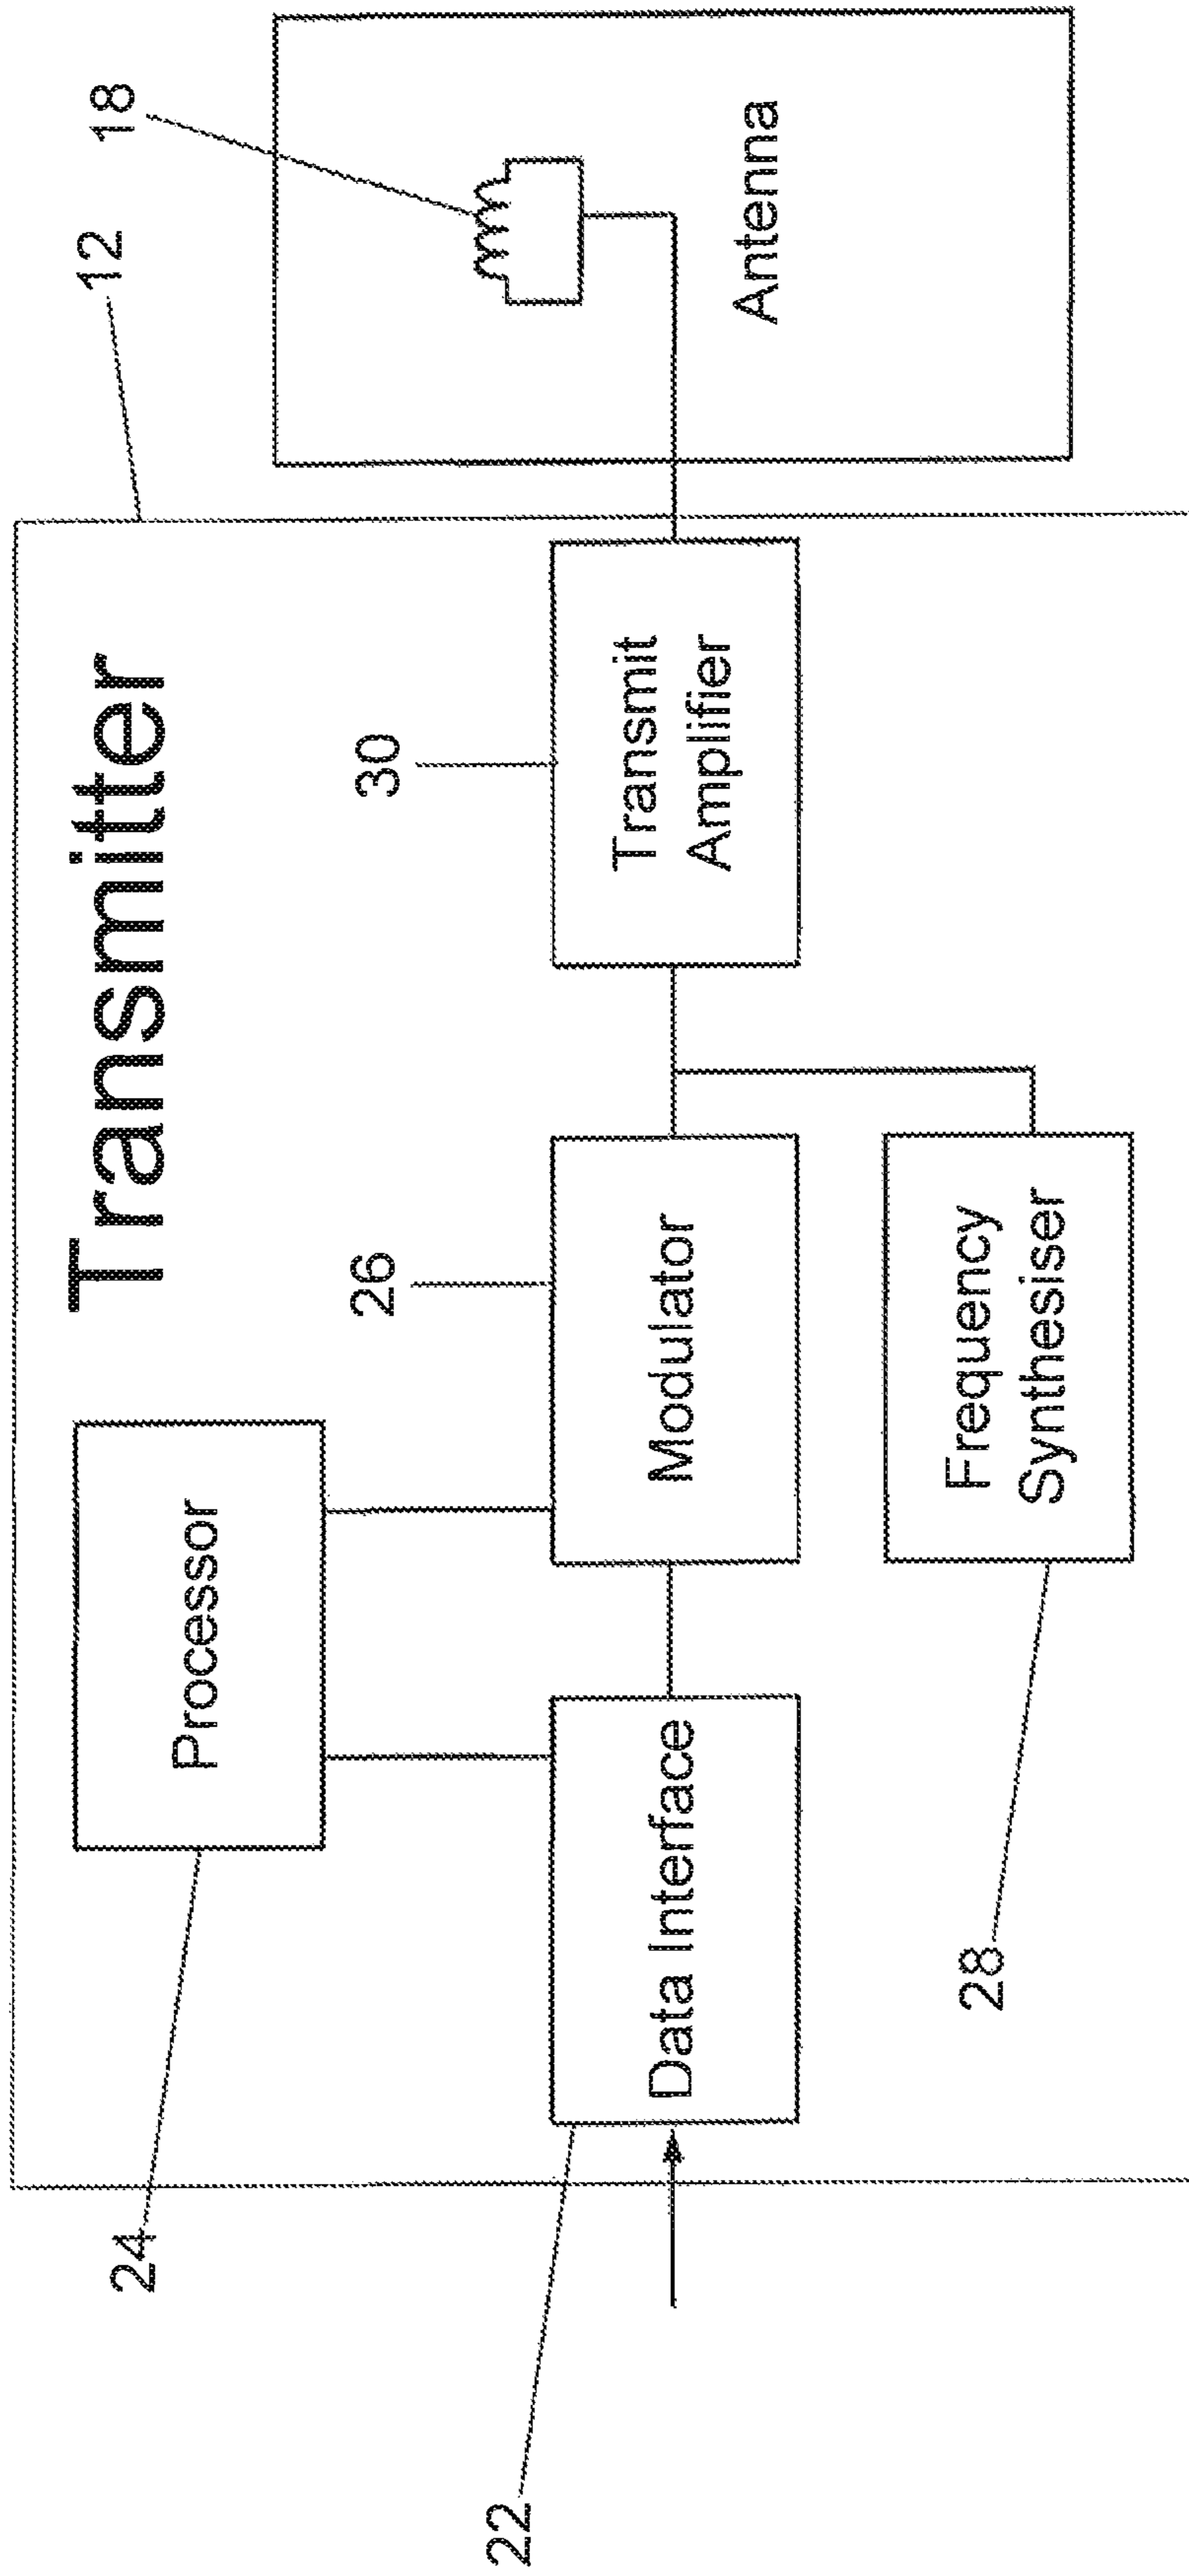 Transmitter
12
18
24
Processor
26
30
22
Data Interface
Modulator
Transmit
Amplifier
Antenna
28
Frequency
Synthesiser